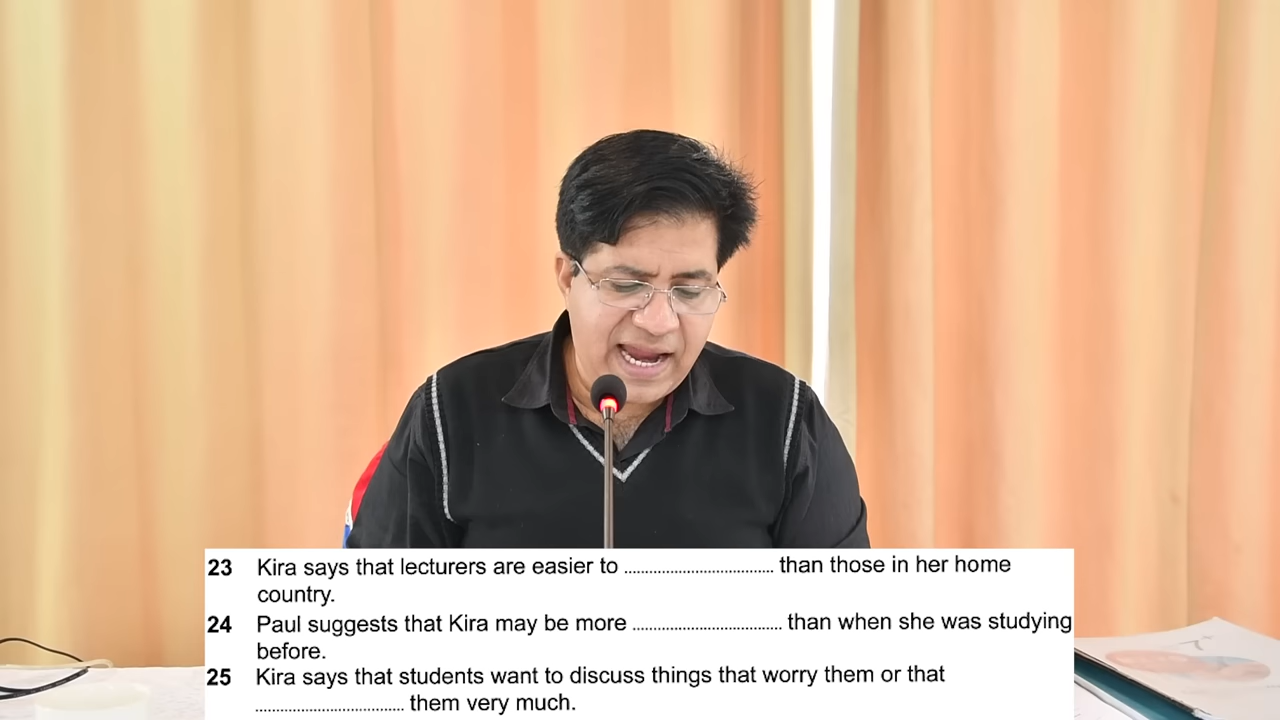 23 Kira says that lecturers are easier to .................................. than those in her home
country.
24 Paul suggests that Kira may be more .................................. than when she was studying
before.
25 Kira says that students want to discuss things that worry them or that
.................................. them very much.